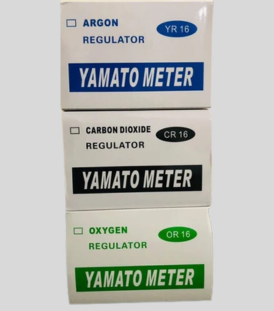 ARGON
REGULATOR
YR 16
YAMATO METER
CARBON DIOXIDE
REGULATOR
CR 16
YAMATO METER
OXYGEN
REGULATOR
OR 16
YAMATO METER